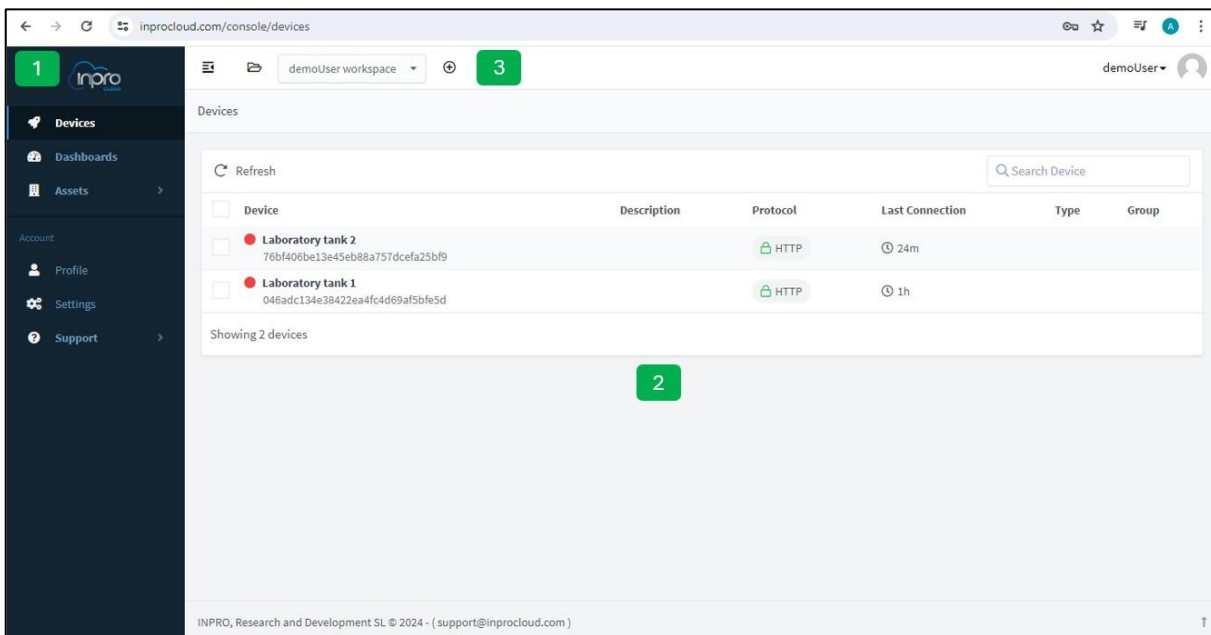 inprocloud.com/console/devices
A
1
inpro
CLOUD
demoUser workspace
3
demoUser
Devices
Dashboards
Assets
Account
Profile
Settings
Support
Devices
Refresh
Search Device
Device Description Protocol Last Connection Type Group
Laboratory tank 2
76bf406be13e45eb88a757dcefa25bf9
HTTP
24m
Laboratory tank 1
046adc134e38422ea4fc4d69af5bfe5d
HTTP
1h
Showing 2 devices
2
INPRO, Research and Development SL © 2024 - ( support@inprocloud.com )